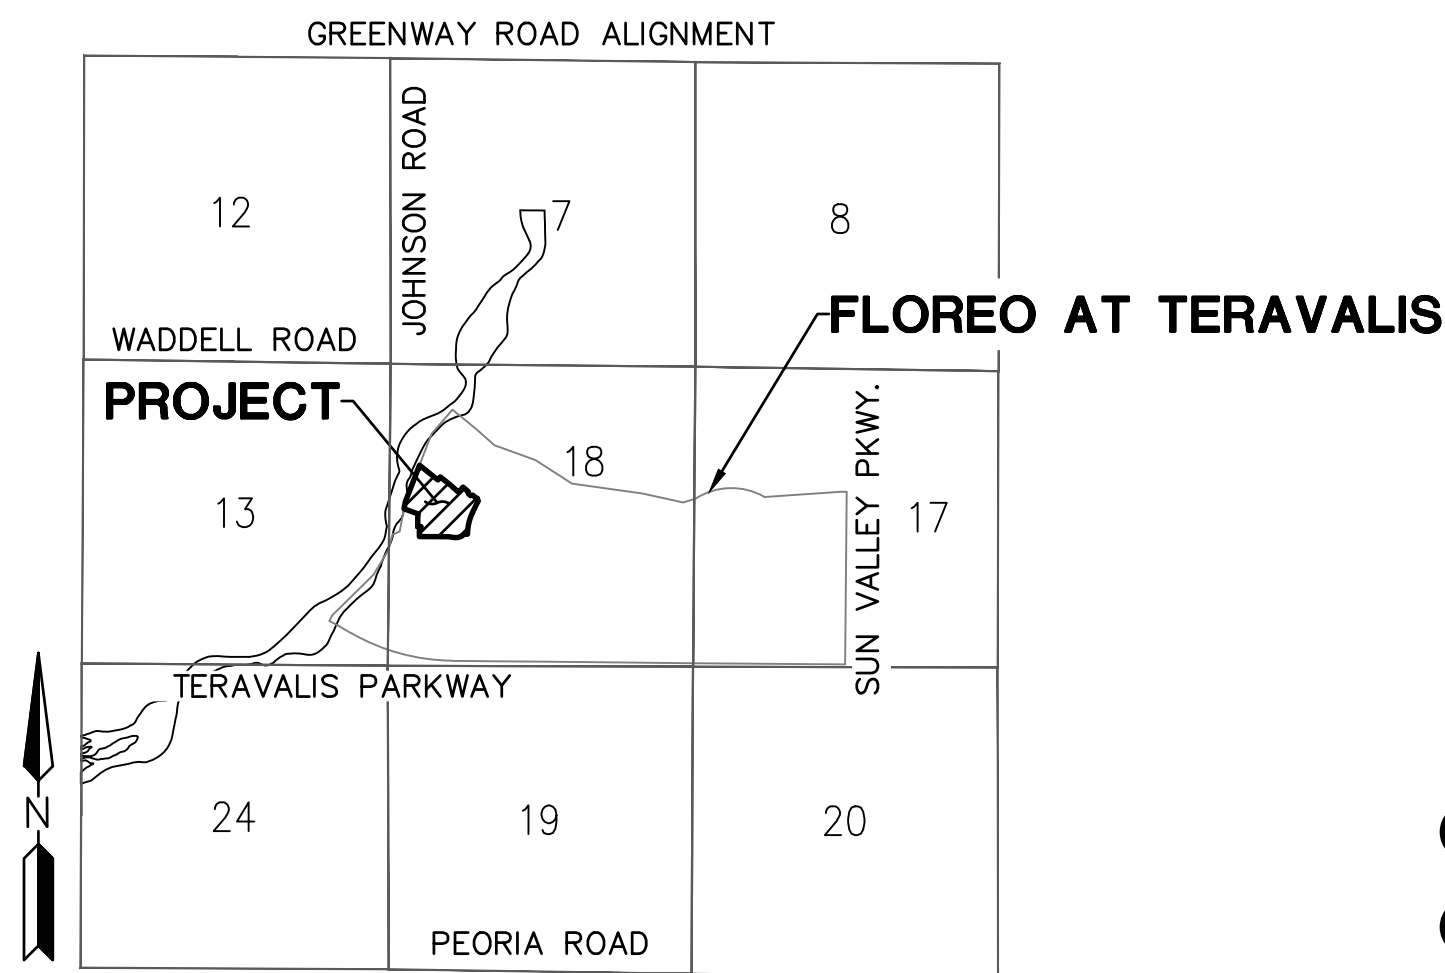 GREENWAY ROAD ALIGNMENT
JOHNSON ROAD
12
7
8
WADDELL ROAD
FLOREO AT TERAVALIS
PROJECT
SUN VALLEY PKWY.
18
13
17
TERAVALIS PARKWAY
N
24
19
20
PEORIA ROAD